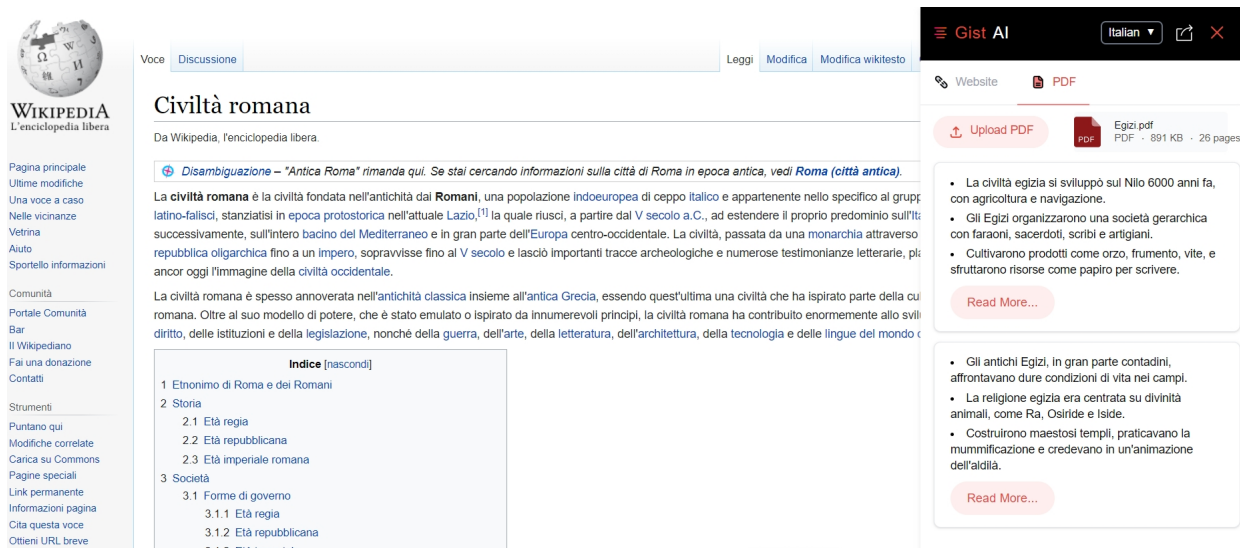 WIKIPEDIA
L'enciclopedia libera
Pagina principale
Ultime modifiche
Una voce a caso
Nelle vicinanze
Vetrina
Aiuto
Sportello informazioni
Comunità
Portale Comunità
Bar
Il Wikipediano
Fai una donazione
Contatti
Strumenti
Puntano qui
Modifiche correlate
Carica su Commons
Pagine speciali
Link permanente
Informazioni pagina
Cita questa voce
Ottieni URL breve
Voce Discussione
Leggi Modifica Modifica wikitesto
Civiltà romana
Da Wikipedia, l'enciclopedia libera.
Disambiguazione – "Antica Roma" rimanda qui. Se stai cercando informazioni sulla città di Roma in epoca antica, vedi Roma (città antica).
La civiltà romana è la civiltà fondata nell'antichità dai Romani, una popolazione indoeuropea di ceppo italico e appartenente nello specifico al grupp
latino-falisci, stanziatisi in epoca protostorica nell'attuale Lazio,[1] la quale riuscì, a partire dal V secolo a.C., ad estendere il proprio predominio sull'Ita
successivamente, sull'intero bacino del Mediterraneo e in gran parte dell'Europa centro-occidentale. La civiltà, passata da una monarchia attraverso
repubblica oligarchica fino a un impero, sopravvisse fino al V secolo e lasciò importanti tracce archeologiche e numerose testimonianze letterarie, pla
ancor oggi l'immagine della civiltà occidentale.
La civiltà romana è spesso annoverata nell'antichità classica insieme all'antica Grecia, essendo quest'ultima una civiltà che ha ispirato parte della cul
romana. Oltre al suo modello di potere, che è stato emulato o ispirato da innumerevoli principi, la civiltà romana ha contribuito enormemente allo svil
diritto, delle istituzioni e della legislazione, nonché della guerra, dell'arte, della letteratura, dell'architettura, della tecnologia e delle lingue del mondo
Indice [nascondi]
1 Etnonimo di Roma e dei Romani
2 Storia
2.1 Età regia
2.2 Età repubblicana
2.3 Età imperiale romana
3 Società
3.1 Forme di governo
3.1.1 Età regia
3.1.2 Età repubblicana
Gist AI
Italian ▼
Website PDF
Upload PDF
PDF
Egizi.pdf
PDF · 891 KB · 26 pages
• La civiltà egizia si sviluppò sul Nilo 6000 anni fa,
con agricoltura e navigazione.
• Gli Egizi organizzarono una società gerarchica
con faraoni, sacerdoti, scribi e artigiani.
• Cultivarono prodotti come orzo, frumento, vite, e
sfruttarono risorse come papiro per scrivere.
Read More...
• Gli antichi Egizi, in gran parte contadini,
affrontavano dure condizioni di vita nei campi.
• La religione egizia era centrata su divinità
animali, come Ra, Osiride e Iside.
• Costruirono maestosi templi, praticavano la
mummificazione e credevano in un'animazione
dell'aldilà.
Read More...